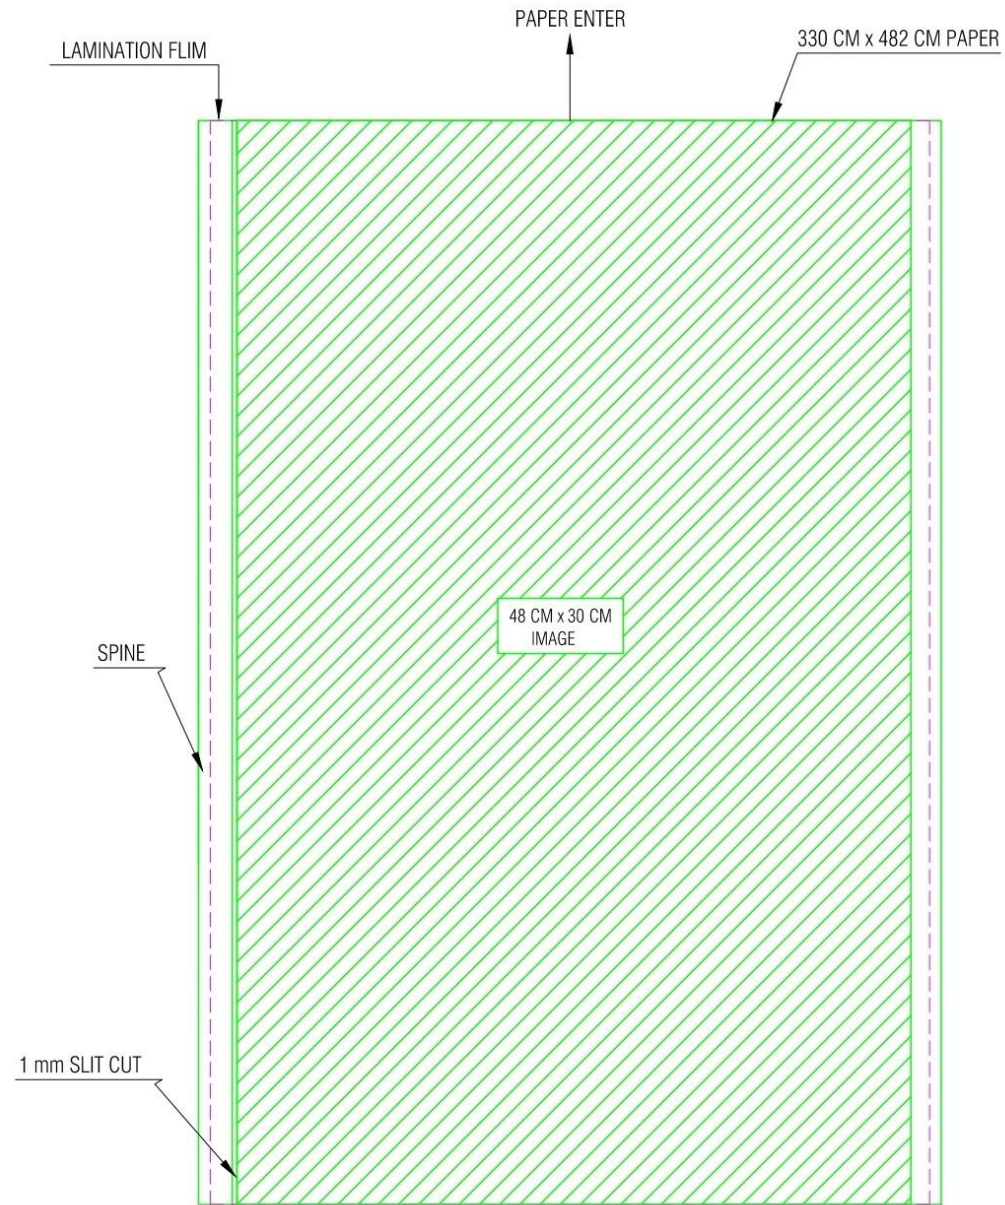 PAPER ENTER
330 CM x 482 CM PAPER
LAMINATION FLIM
48 CM x 30 CM
IMAGE
SPINE
1 mm SLIT CUT